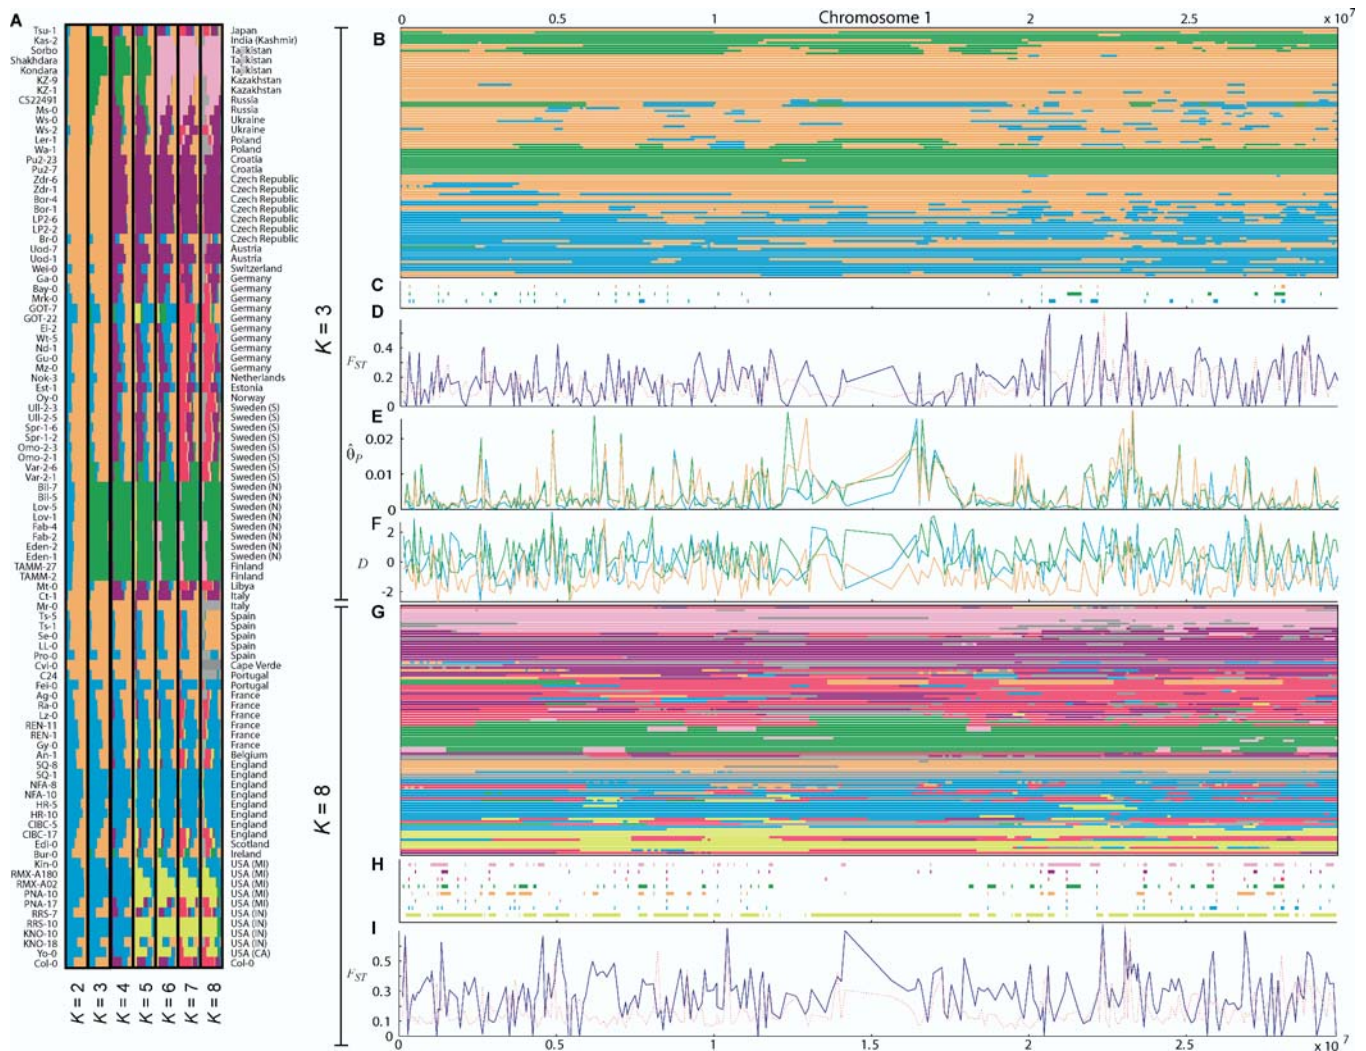 A
Tsu-1 Japan
Kas-2 India (Kashmir)
Sorbo Tajikistan
Shakhdara Tajikistan
Kondara Tajikistan
KZ-9 Kazakhstan
KZ-1 Kazakhstan
CS22491 Russia
Ms-0 Russia
Ws-0 Ukraine
Ws-2 Ukraine
Ler-1 Poland
Wa-1 Poland
Pu2-23 Croatia
Pu2-7 Croatia
Zdr-6 Czech Republic
Zdr-1 Czech Republic
Bor-4 Czech Republic
Bor-1 Czech Republic
LP2-6 Czech Republic
LP2-2 Czech Republic
Br-0 Czech Republic
Uod-7 Austria
Uod-1 Austria
Wei-0 Switzerland
Ga-0 Germany
Bay-0 Germany
Mrk-0 Germany
GOT-7 Germany
GOT-22 Germany
El-2 Germany
Wt-5 Germany
Nd-1 Germany
Gu-0 Germany
Mz-0 Germany
Nok-3 Netherlands
Est-1 Estonia
Oy-0 Norway
Ull-2-3 Sweden (S)
Ull-2-5 Sweden (S)
Spr-1-6 Sweden (S)
Spr-1-2 Sweden (S)
Omo-2-3 Sweden (S)
Omo-2-1 Sweden (S)
Var-2-6 Sweden (S)
Var-2-1 Sweden (S)
Bil-7 Sweden (N)
Bil-5 Sweden (N)
Lov-5 Sweden (N)
Lov-1 Sweden (N)
Fab-4 Sweden (N)
Fab-2 Sweden (N)
Eden-2 Sweden (N)
Eden-1 Sweden (N)
TAMM-27 Finland
TAMM-2 Finland
Mt-0 Libya
Ct-1 Italy
Mr-0 Italy
Ts-5 Spain
Ts-1 Spain
Se-0 Spain
LL-0 Spain
Pro-0 Spain
Cvi-0 Cape Verde
C24 Portugal
Fei-0 Portugal
Ag-0 France
Ra-0 France
Lz-0 France
REN-11 France
REN-1 France
Gy-0 France
An-1 Belgium
SQ-8 England
SQ-1 England
NFA-8 England
NFA-10 England
HR-5 England
HR-10 England
CIBC-5 England
CIBC-17 England
Edi-0 Scotland
Bur-0 Ireland
Kin-0 USA (MI)
RMX-A180 USA (MI)
RMX-A02 USA (MI)
PNA-10 USA (MI)
PNA-17 USA (MI)
RRS-7 USA (IN)
RRS-10 USA (IN)
KNO-10 USA (IN)
KNO-18 USA (IN)
Yo-0 USA (CA)
Col-0 Col-0
K = 2 K = 3 K = 4 K = 5 K = 6 K = 7 K = 8
K = 3
K = 8
0 0.5 1 Chromosome 1 2 2.5 x 10⁷
B
C
D
F_ST
0.4
0.2
0
E
θ̂_P
0.02
0.01
0
F
D
2
0
-2
G
H
I
F_ST
0.5
0.3
0.1
0 0.5 1 1.5 2 2.5 x 10⁷